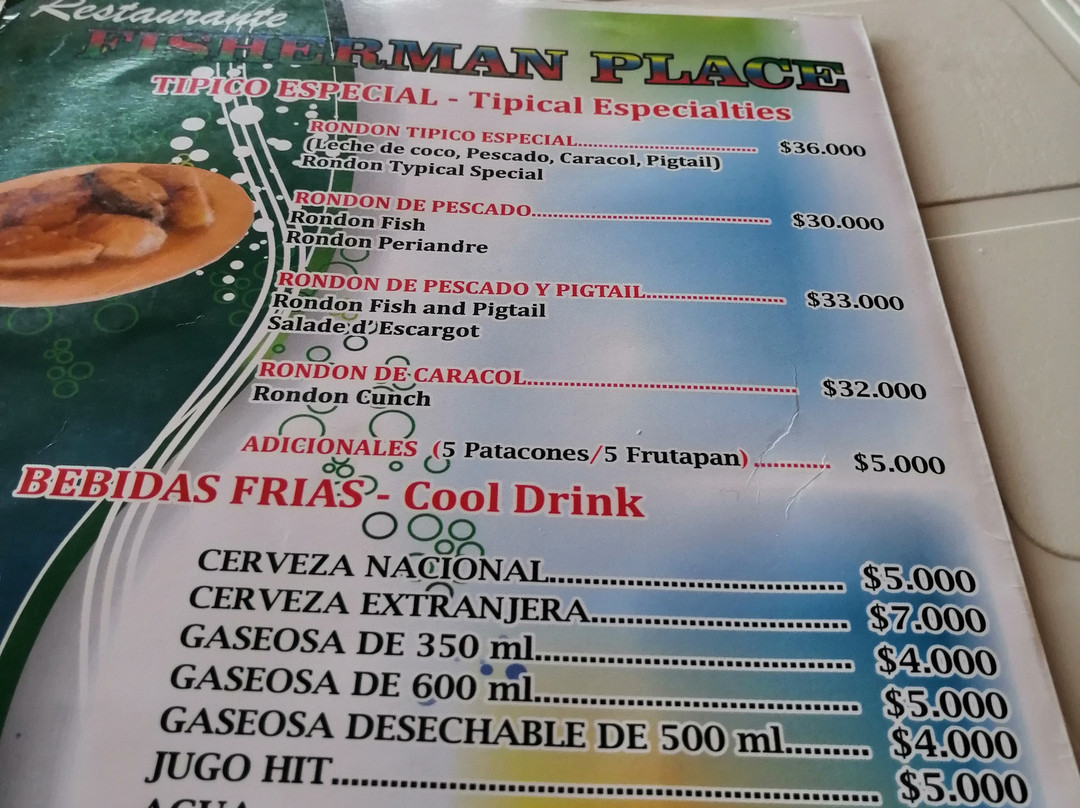 Restaurante
FISHERMAN PLACE
TIPICO ESPECIAL - Tipical Especialties
RONDON TIPICO ESPECIAL........ $36.000
(Leche de coco, Pescado, Caracol, Pigtail)
Rondon Typical Special
RONDON DE PESCADO........ $30.000
Rondon Fish
Rondon Periandre
RONDON DE PESCADO Y PIGTAIL........ $33.000
Rondon Fish and Pigtail
Salade d'Escargot
RONDON DE CARACOL........ $32.000
Rondon Cunch
ADICIONALES (5 Patacones/5 Frutapan)........ $5.000
BEBIDAS FRIAS - Cool Drink
CERVEZA NACIONAL........ $5.000
CERVEZA EXTRANJERA........ $7.000
GASEOSA DE 350 ml........ $4.000
GASEOSA DE 600 ml........ $5.000
GASEOSA DESECHABLE DE 500 ml........ $4.000
JUGO HIT........ $5.000
AGUA